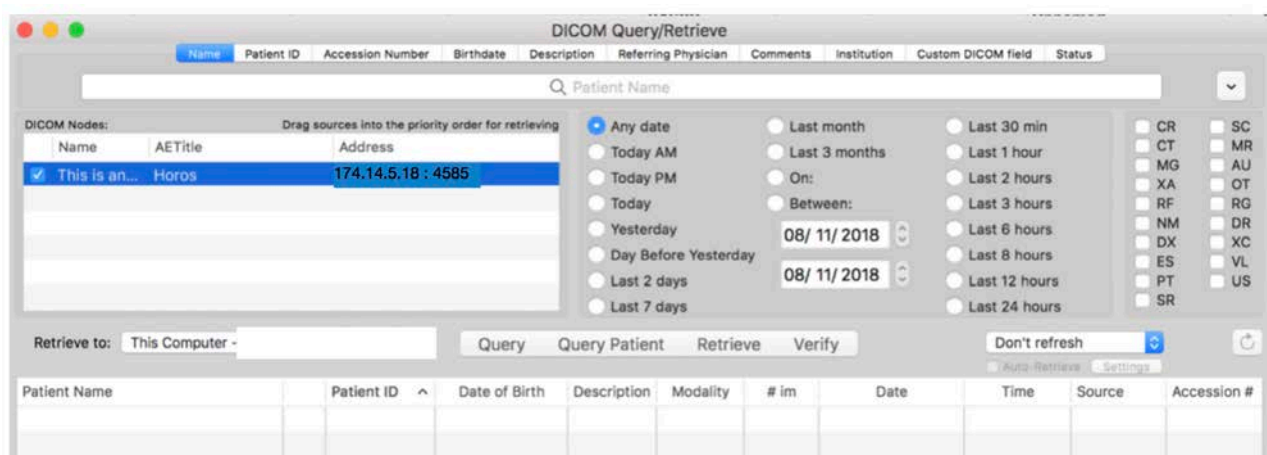 DICOM Query/Retrieve
Name Patient ID Accession Number Birthdate Description Referring Physician Comments Institution Custom DICOM field Status
Patient Name
DICOM Nodes: Drag sources into the priority order for retrieving
Name AETitle Address
This is an... Horos 174.14.5.18 : 4585
Any date
Today AM
Today PM
Today
Yesterday
Day Before Yesterday
Last 2 days
Last 7 days
Last month
Last 3 months
On:
Between:
08/ 11/ 2018
08/ 11/ 2018
Last 30 min
Last 1 hour
Last 2 hours
Last 3 hours
Last 6 hours
Last 8 hours
Last 12 hours
Last 24 hours
CR
CT
MG
XA
RF
NM
DX
ES
PT
SR
SC
MR
AU
OT
RG
DR
XC
VL
US
Retrieve to: This Computer -
Query Query Patient Retrieve Verify
Don't refresh
Auto-Retrieve Settings
Patient Name Patient ID Date of Birth Description Modality # im Date Time Source Accession #